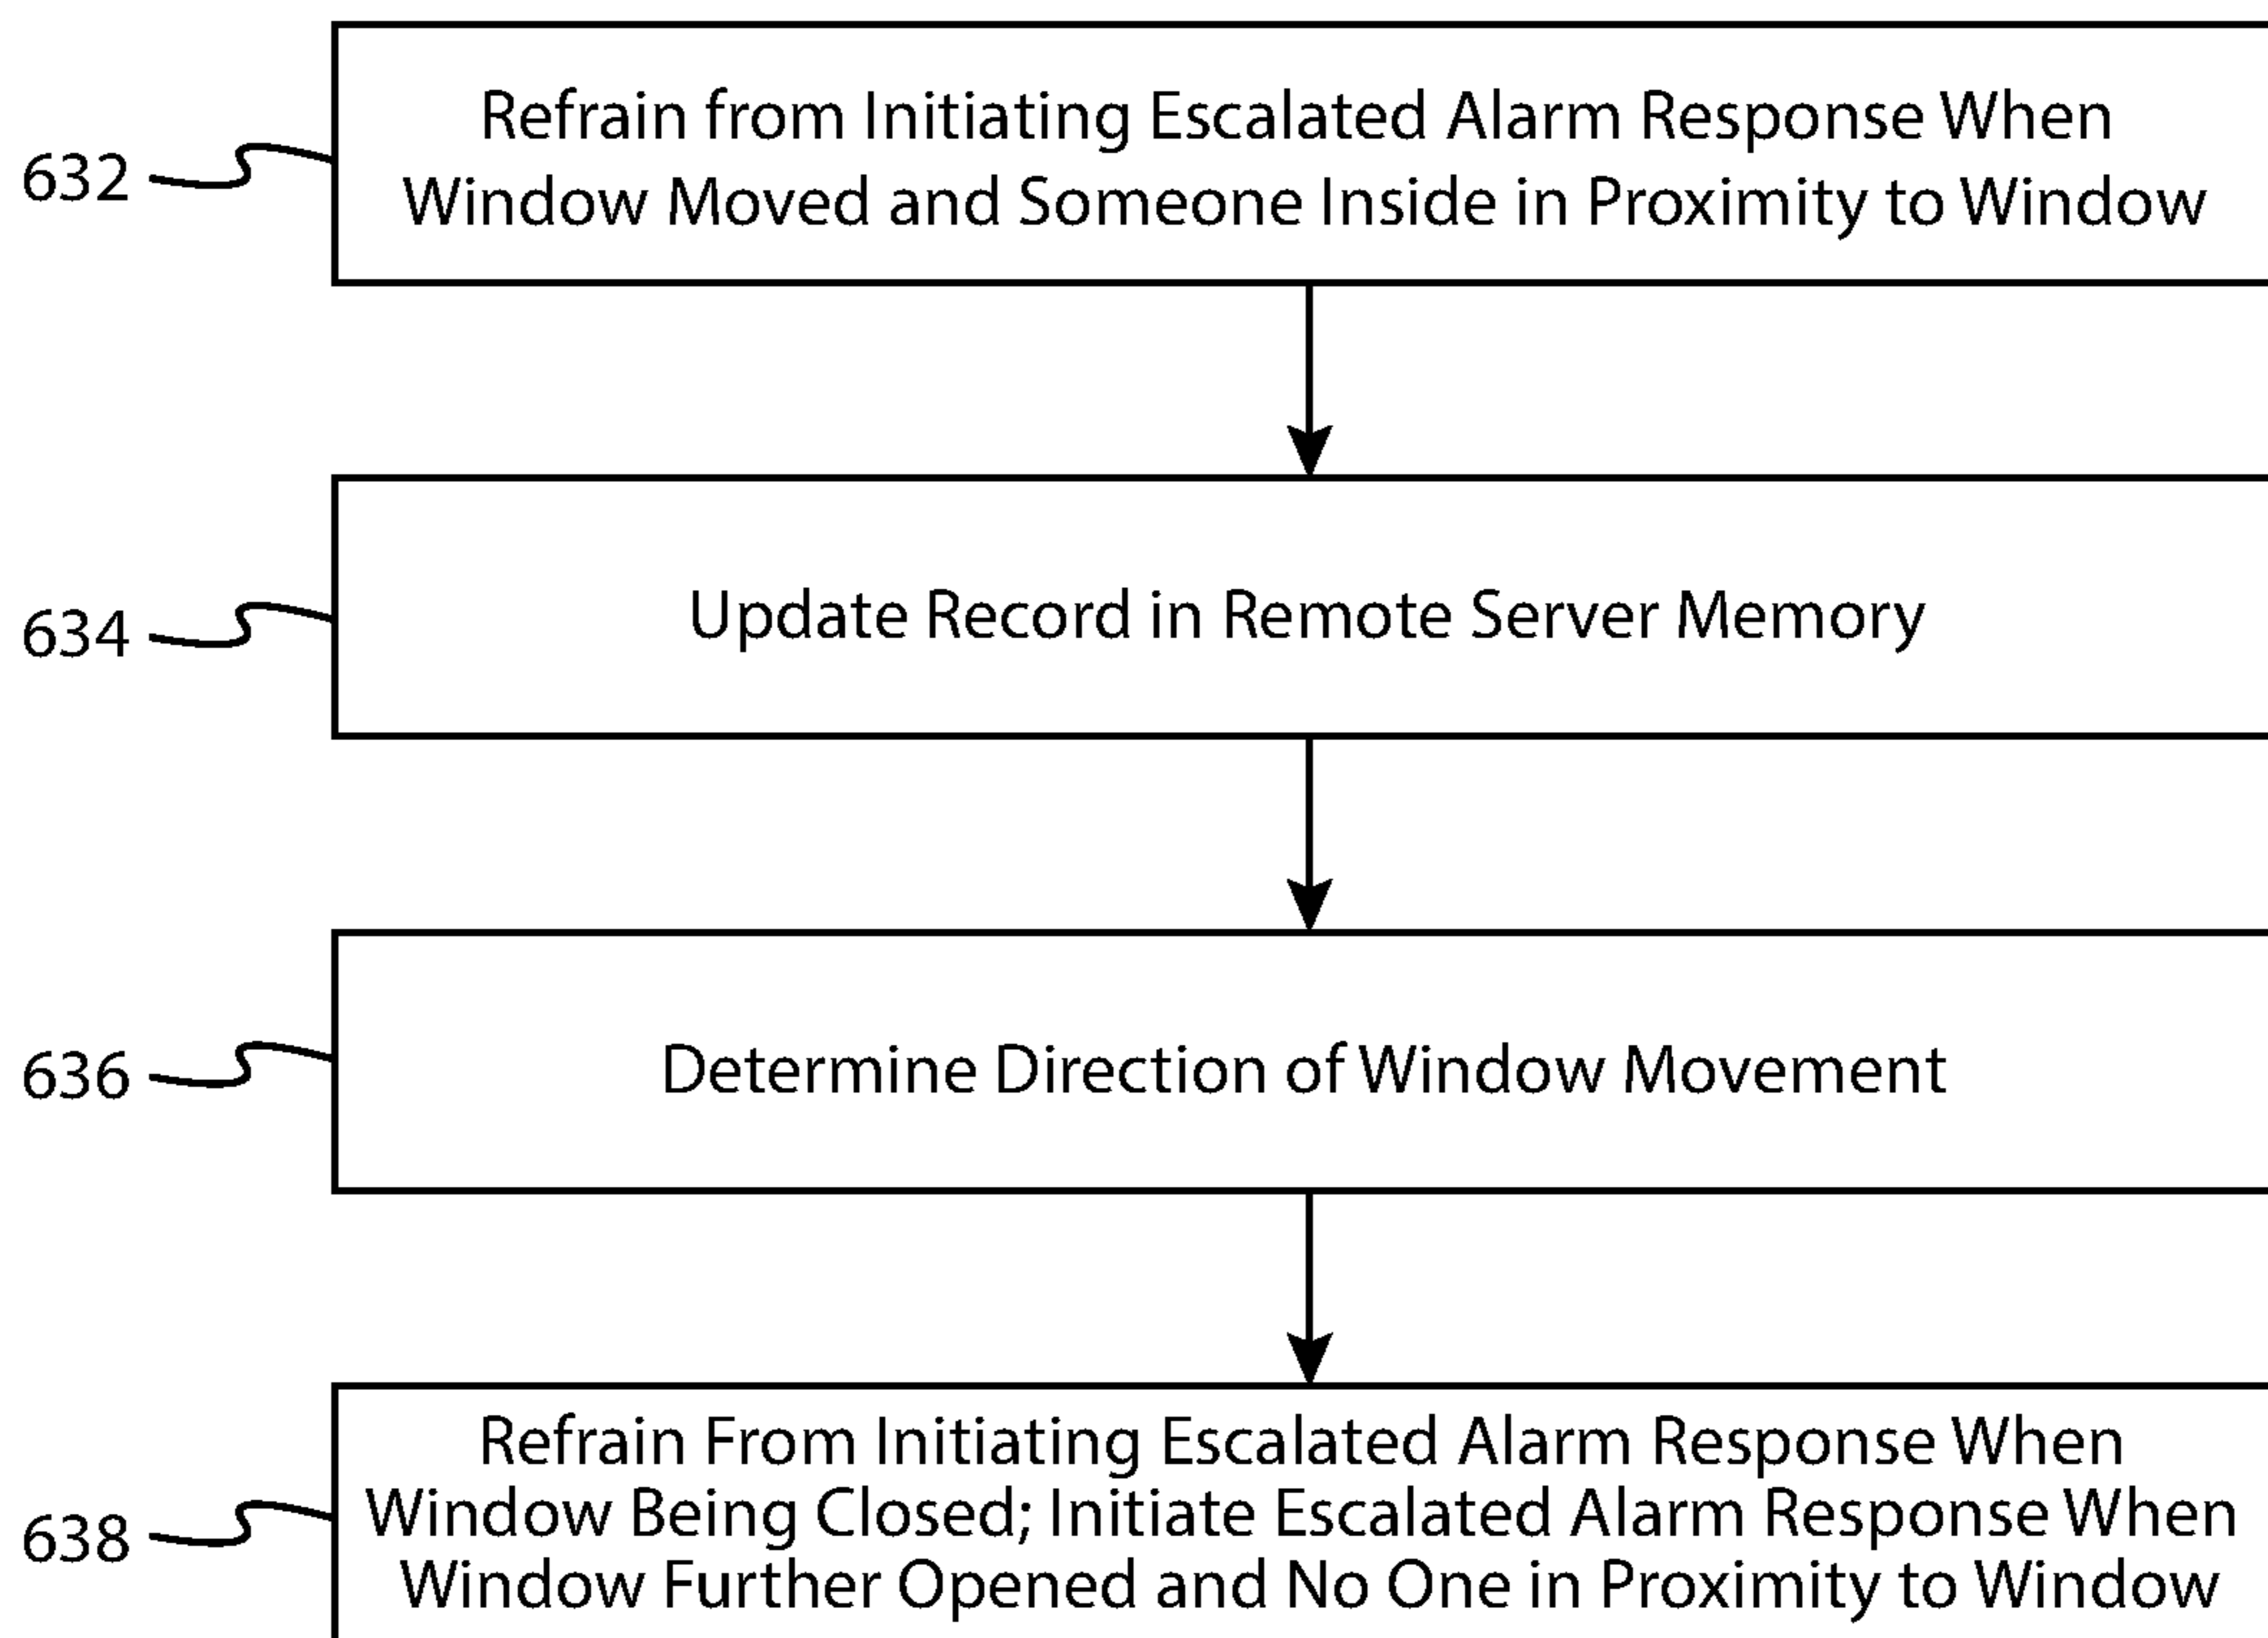 632
Refrain from Initiating Escalated Alarm Response When
Window Moved and Someone Inside in Proximity to Window
634
Update Record in Remote Server Memory
636
Determine Direction of Window Movement
638
Refrain From Initiating Escalated Alarm Response When
Window Being Closed; Initiate Escalated Alarm Response When
Window Further Opened and No One in Proximity to Window